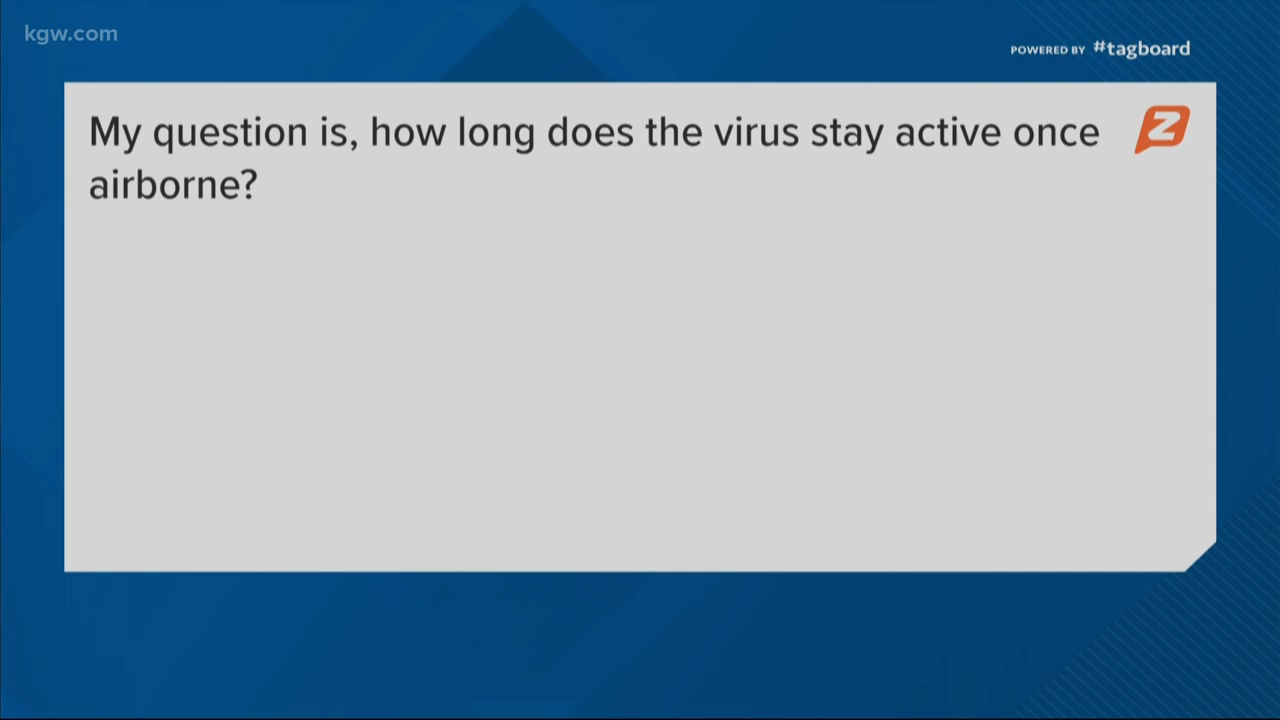 kgw.com
POWERED BY #tagboard
My question is, how long does the virus stay active once
airborne?